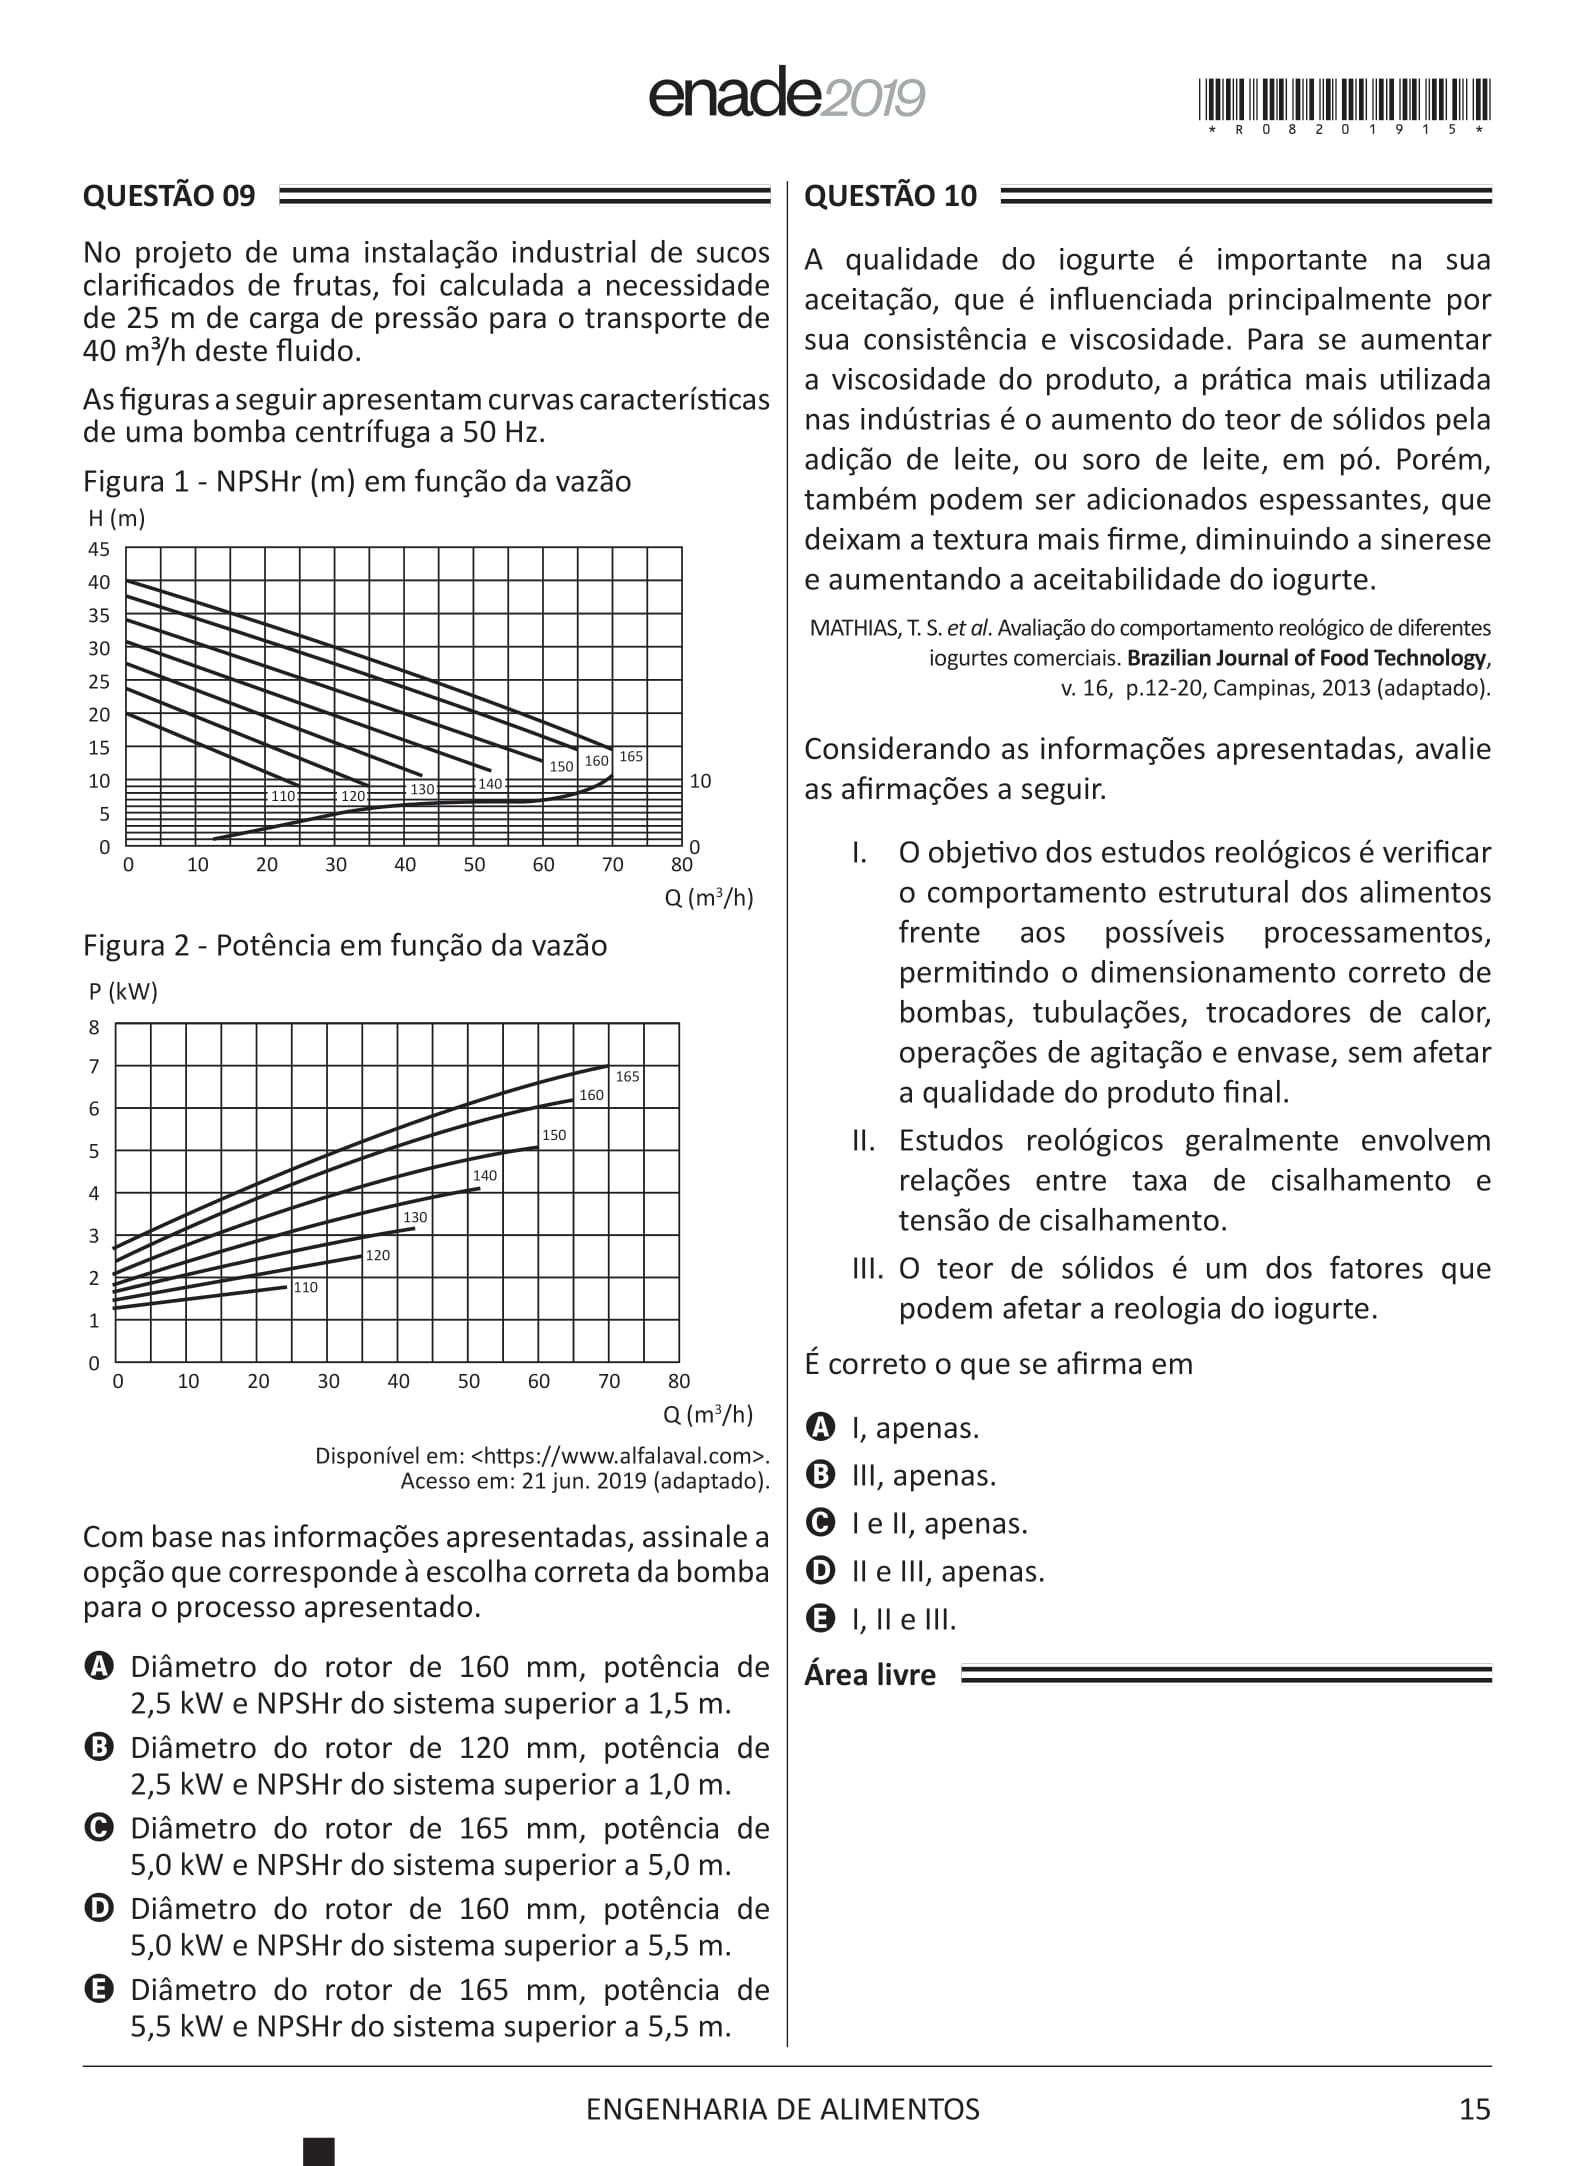 enade2019
*R08201915*
QUESTÃO 09
No projeto de uma instalação industrial de sucos
clarificados de frutas, foi calculada a necessidade
de 25 m de carga de pressão para o transporte de
40 m³/h deste fluido.
As figuras a seguir apresentam curvas características
de uma bomba centrífuga a 50 Hz.
Figura 1 - NPSHr (m) em função da vazão
H (m)
45
40
35
30
25
20
15
10
5
0
165
160
150
140
130
120
110
10
0
0 10 20 30 40 50 60 70 80
Q (m³/h)
Figura 2 - Potência em função da vazão
P (kW)
8
7
6
5
4
3
2
1
0
165
160
150
140
130
120
110
0 10 20 30 40 50 60 70 80
Q (m³/h)
Disponível em: <https://www.alfalaval.com>.
Acesso em: 21 jun. 2019 (adaptado).
Com base nas informações apresentadas, assinale a
opção que corresponde à escolha correta da bomba
para o processo apresentado.
A Diâmetro do rotor de 160 mm, potência de
2,5 kW e NPSHr do sistema superior a 1,5 m.
B Diâmetro do rotor de 120 mm, potência de
2,5 kW e NPSHr do sistema superior a 1,0 m.
C Diâmetro do rotor de 165 mm, potência de
5,0 kW e NPSHr do sistema superior a 5,0 m.
D Diâmetro do rotor de 160 mm, potência de
5,0 kW e NPSHr do sistema superior a 5,5 m.
E Diâmetro do rotor de 165 mm, potência de
5,5 kW e NPSHr do sistema superior a 5,5 m.
QUESTÃO 10
A qualidade do iogurte é importante na sua
aceitação, que é influenciada principalmente por
sua consistência e viscosidade. Para se aumentar
a viscosidade do produto, a prática mais utilizada
nas indústrias é o aumento do teor de sólidos pela
adição de leite, ou soro de leite, em pó. Porém,
também podem ser adicionados espessantes, que
deixam a textura mais firme, diminuindo a sinerese
e aumentando a aceitabilidade do iogurte.
MATHIAS, T. S. et al. Avaliação do comportamento reológico de diferentes
iogurtes comerciais. Brazilian Journal of Food Technology,
v. 16, p.12-20, Campinas, 2013 (adaptado).
Considerando as informações apresentadas, avalie
as afirmações a seguir.
I. O objetivo dos estudos reológicos é verificar
o comportamento estrutural dos alimentos
frente aos possíveis processamentos,
permitindo o dimensionamento correto de
bombas, tubulações, trocadores de calor,
operações de agitação e envase, sem afetar
a qualidade do produto final.
II. Estudos reológicos geralmente envolvem
relações entre taxa de cisalhamento e
tensão de cisalhamento.
III. O teor de sólidos é um dos fatores que
podem afetar a reologia do iogurte.
É correto o que se afirma em
A I, apenas.
B III, apenas.
C I e II, apenas.
D II e III, apenas.
E I, II e III.
Área livre
ENGENHARIA DE ALIMENTOS
15